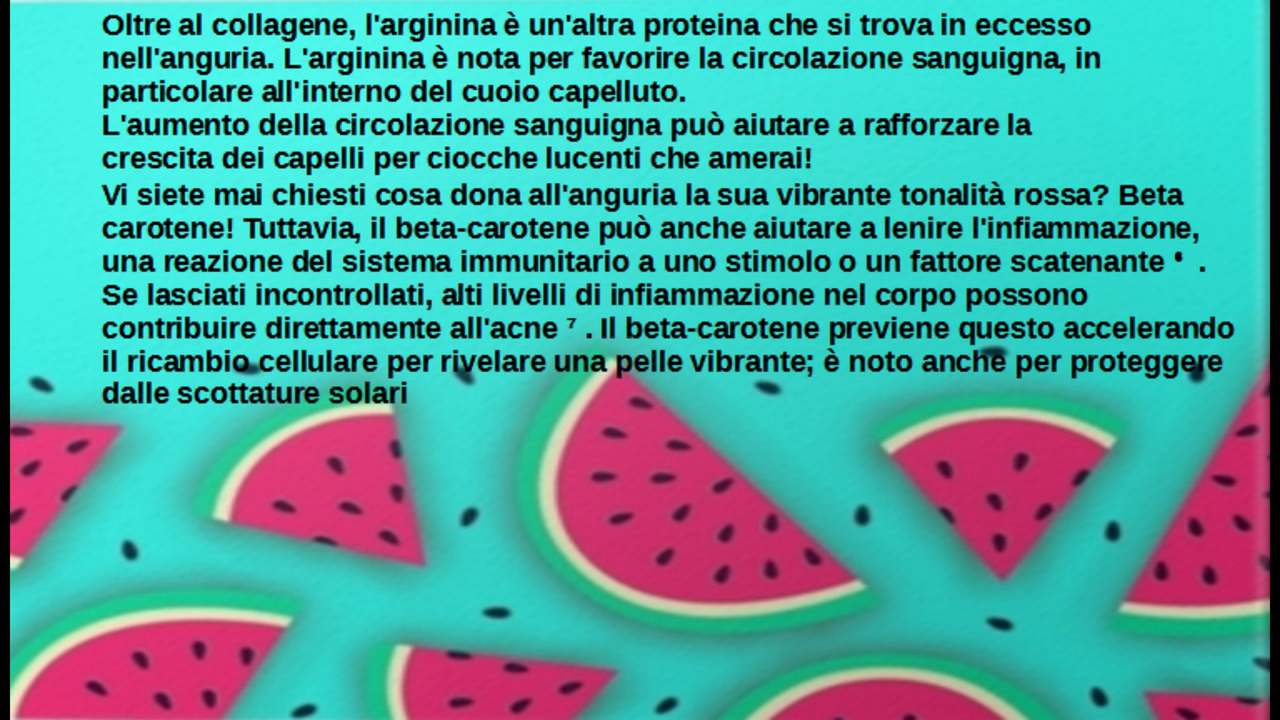 Oltre al collagene, l'arginina è un'altra proteina che si trova in eccesso
nell'anguria. L'arginina è nota per favorire la circolazione sanguigna, in
particolare all'interno del cuoio capelluto.
L'aumento della circolazione sanguigna può aiutare a rafforzare la
crescita dei capelli per ciocche lucenti che amerai!
Vi siete mai chiesti cosa dona all'anguria la sua vibrante tonalità rossa? Beta
carotene! Tuttavia, il beta-carotene può anche aiutare a lenire l'infiammazione,
una reazione del sistema immunitario a uno stimolo o un fattore scatenante .
Se lasciati incontrollati, alti livelli di infiammazione nel corpo possono
contribuire direttamente all'acne ⁷ . Il beta-carotene previene questo accelerando
il ricambio cellulare per rivelare una pelle vibrante; è noto anche per proteggere
dalle scottature solari